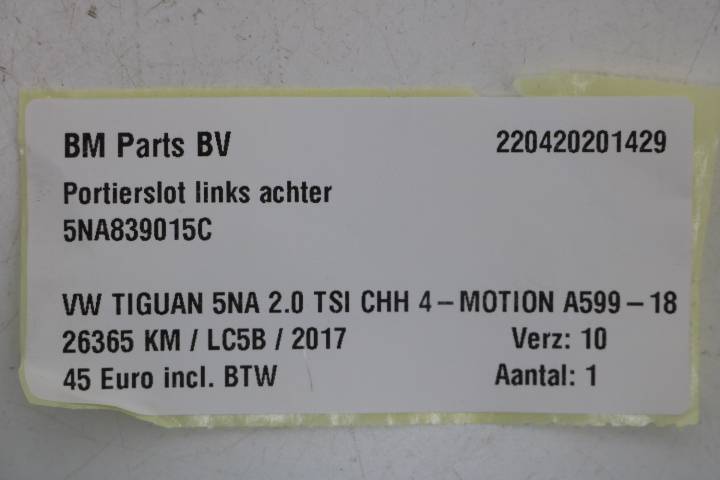 BM Parts BV 220420201429
Portierslot links achter
5NA839015C
VW TIGUAN 5NA 2.0 TSI CHH 4-MOTION A599-18
26365 KM / LC5B / 2017 Verz: 10
45 Euro incl. BTW Aantal: 1